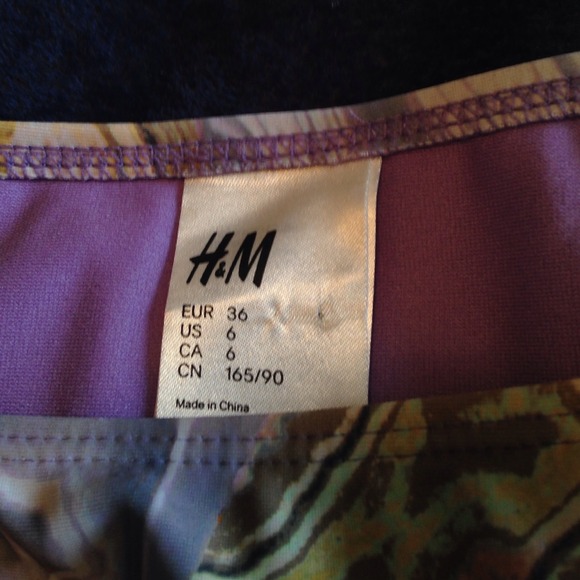 H&M
EUR 36
US 6
CA 6
CN 165/90
Made in China